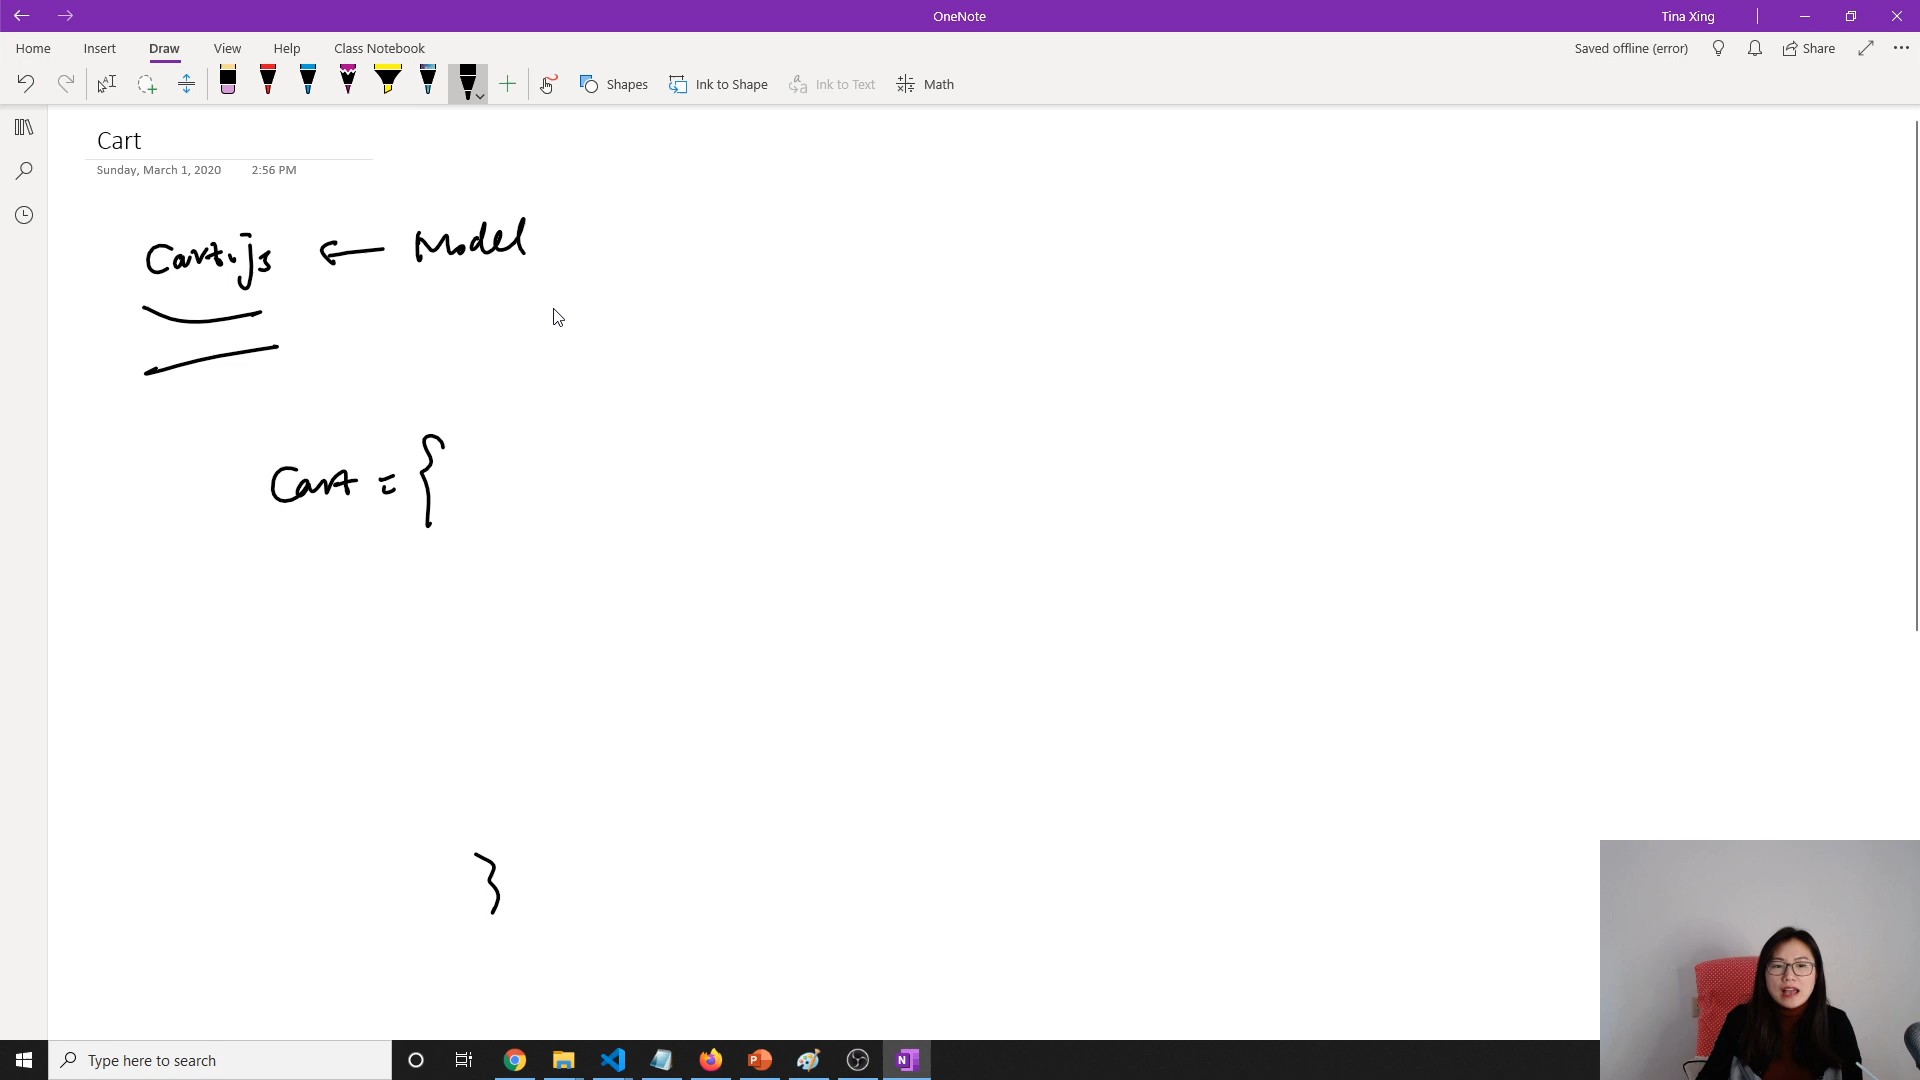 OneNote
Tina Xing
Home Insert Draw View Help Class Notebook
Saved offline (error) Share
Shapes Ink to Shape Ink to Text Math
Cart
Sunday, March 1, 2020 2:56 PM
Cart.js ← Model
Cart = {
}
Type here to search